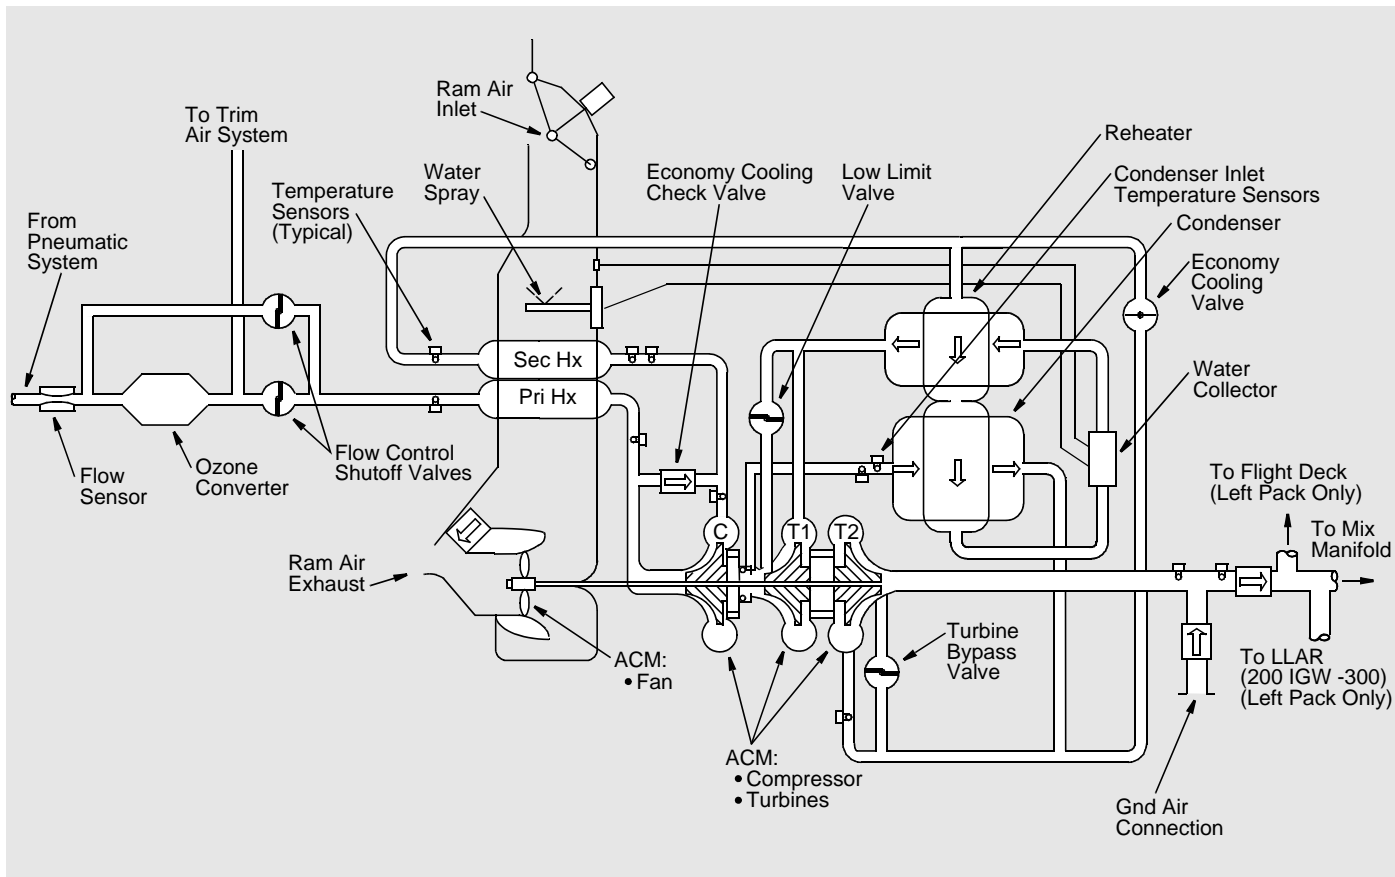 Ram Air
Inlet
To Trim
Air System
Water
Spray
Economy Cooling
Check Valve
Low Limit
Valve
Reheater
Condenser Inlet
Temperature Sensors
Condenser
Temperature
Sensors
(Typical)
From
Pneumatic
System
Economy
Cooling
Valve
Sec Hx
Pri Hx
Water
Collector
Flow
Sensor
Ozone
Converter
Flow Control
Shutoff Valves
To Flight Deck
(Left Pack Only)
To Mix
Manifold
C
T1
T2
Ram Air
Exhaust
ACM:
• Fan
Turbine
Bypass
Valve
To LLAR
(200 IGW -300)
(Left Pack Only)
ACM:
• Compressor
• Turbines
Gnd Air
Connection